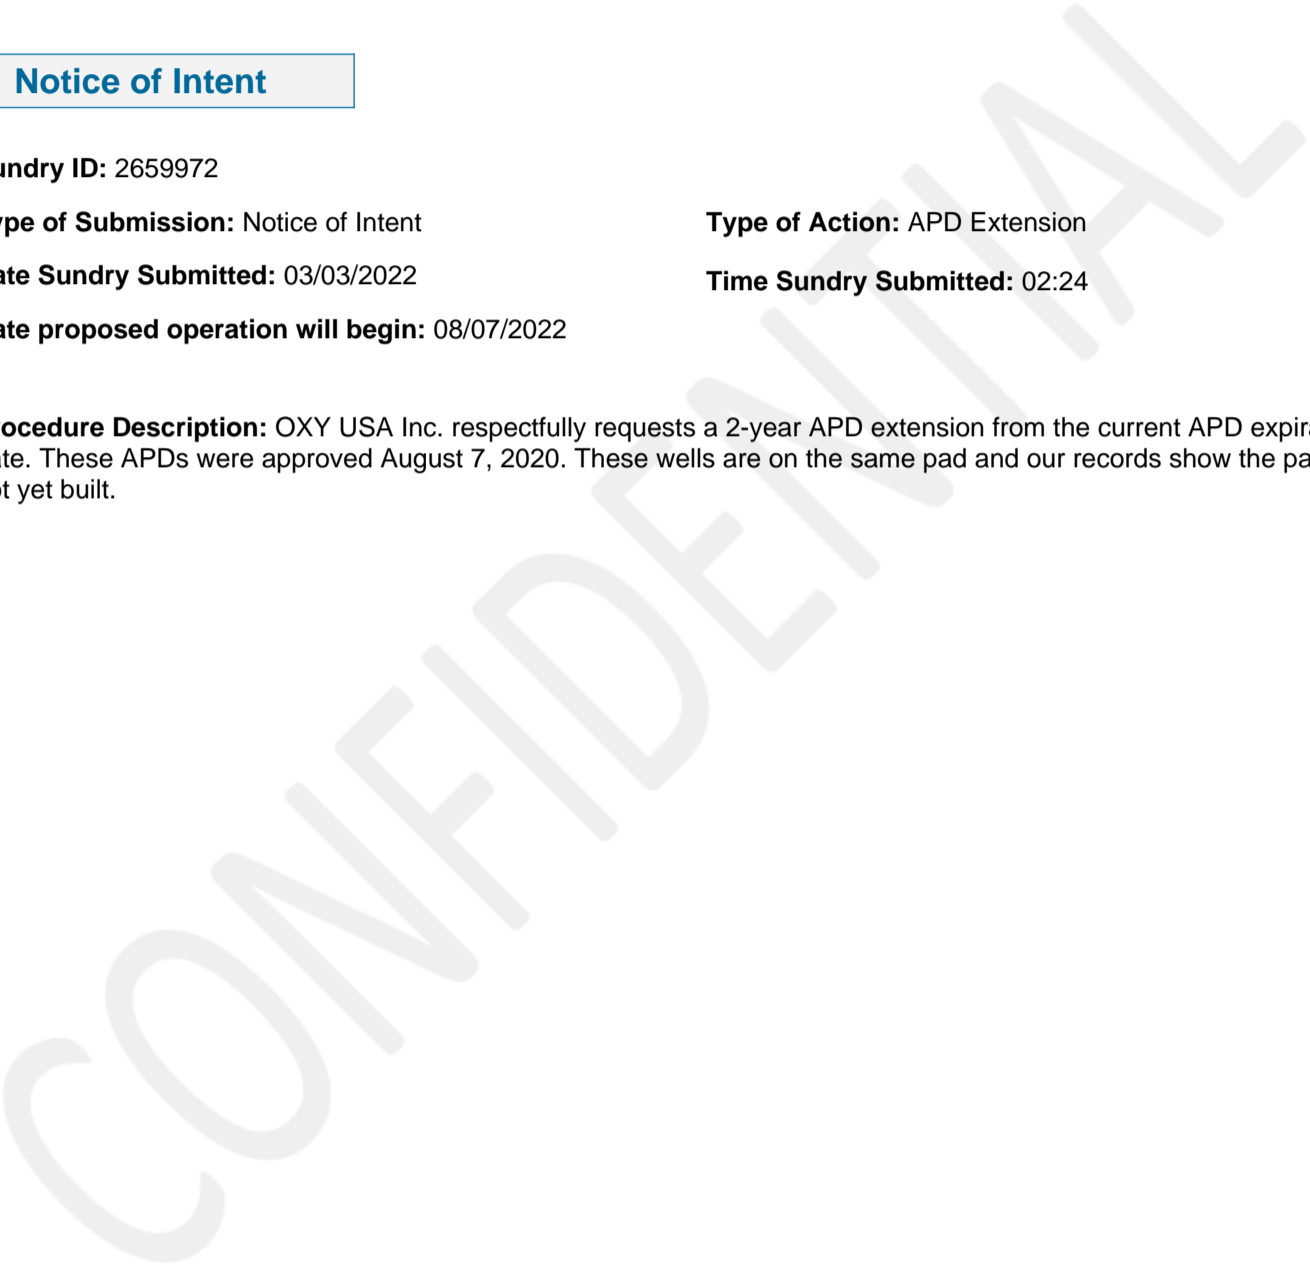 Notice of Intent
undry ID: 2659972
ype of Submission: Notice of Intent
Type of Action: APD Extension
ate Sundry Submitted: 03/03/2022
Time Sundry Submitted: 02:24
ate proposed operation will begin: 08/07/2022
ocedure Description: OXY USA Inc. respectfully requests a 2-year APD extension from the current APD expira
te. These APDs were approved August 7, 2020. These wells are on the same pad and our records show the pa
t yet built.
CONFIDENTIAL